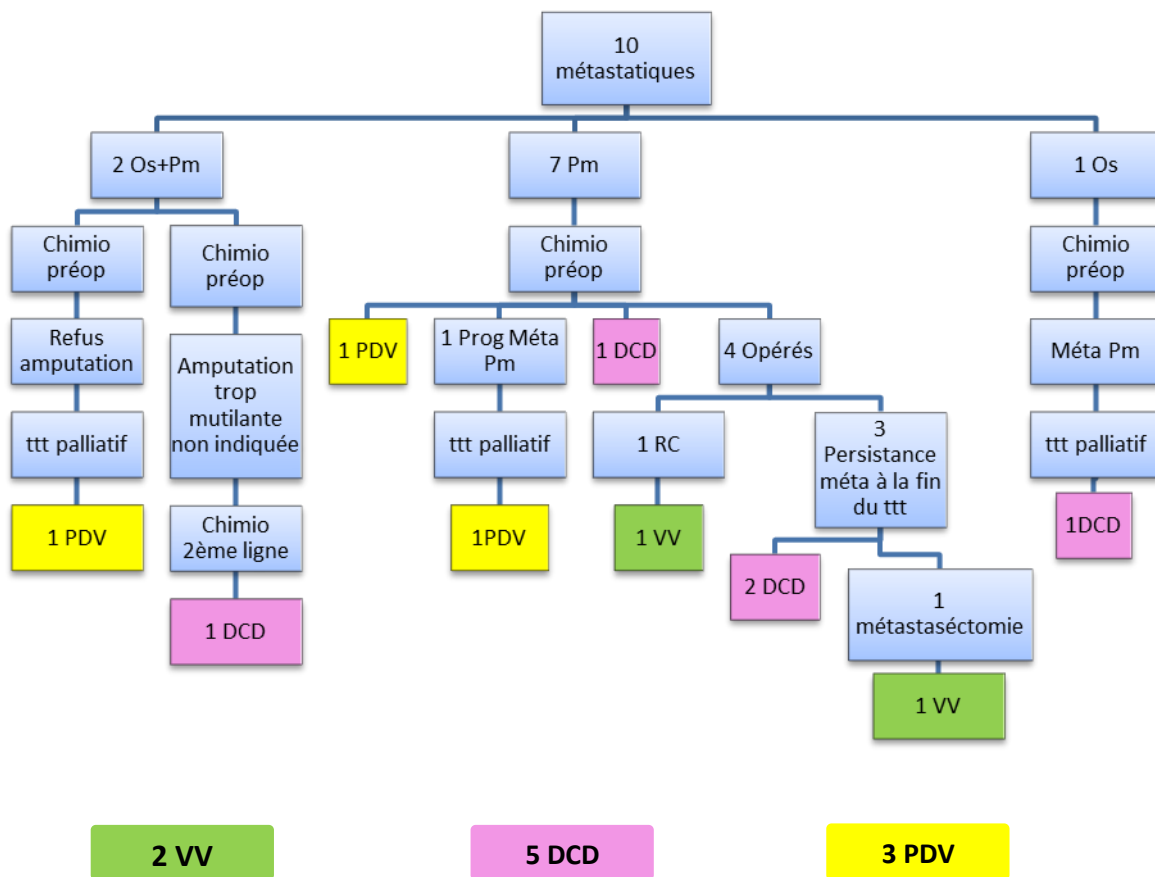 10
métastatiques
2 Os+Pm
7 Pm
1 Os
Chimio
préop
Chimio
préop
Chimio
préop
Chimio
préop
Refus
amputation
Amputation
trop
mutilante
non indiquée
1 PDV
1 Prog Méta
Pm
1 DCD
4 Opérés
Méta Pm
ttt palliatif
ttt palliatif
1 RC
3
Persistance
méta à la fin
du ttt
ttt palliatif
1 PDV
Chimio
2ème ligne
1PDV
1 VV
1DCD
1 DCD
2 DCD
1
métastaséctomie
1 VV
2 VV
5 DCD
3 PDV